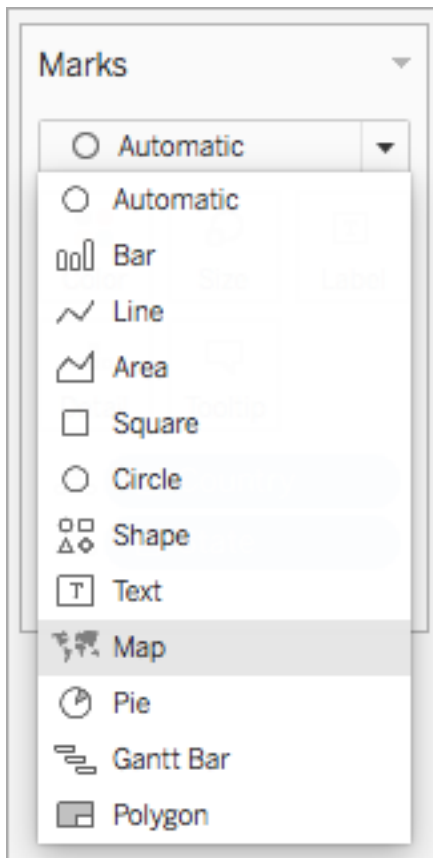 Marks
Automatic
Automatic
Bar
Line
Area
Square
Circle
Shape
Text
Map
Pie
Gantt Bar
Polygon